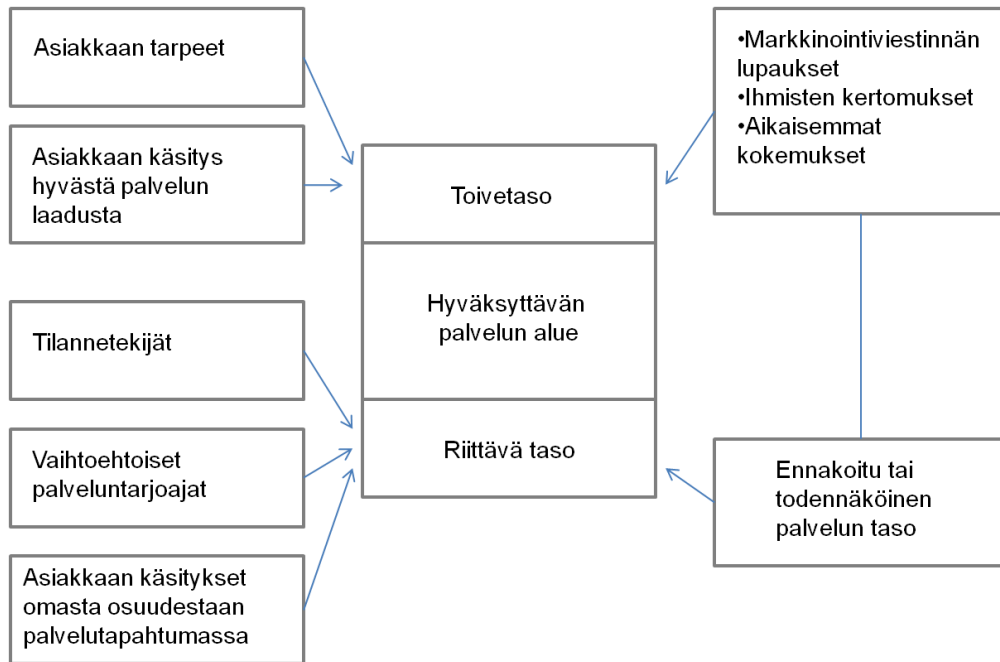 Asiakkaan tarpeet
Asiakkaan käsitys
hyvästä palvelun
laadusta
Tilannetekijät
Vaihtoehtoiset
palveluntarjoajat
Asiakkaan käsitykset
omasta osuudestaan
palvelutapahtumassa
Toivetaso
Hyväksyttävän
palvelun alue
Riittävä taso
•Markkinointiviestinnän
lupaukset
•Ihmisten kertomukset
•Aikaisemmat
kokemukset
Ennakoitu tai
todennäköinen
palvelun taso